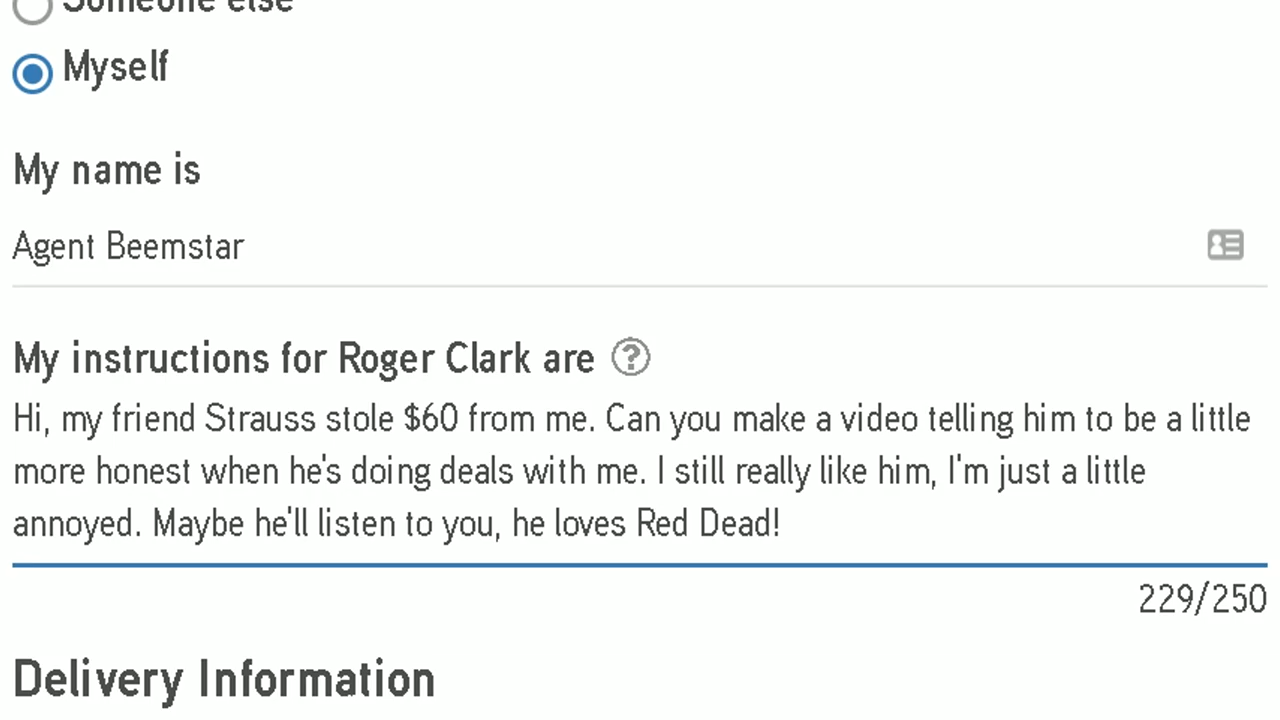 Someone else
Myself
My name is
Agent Beemstar
My instructions for Roger Clark are ?
Hi, my friend Strauss stole $60 from me. Can you make a video telling him to be a little
more honest when he's doing deals with me. I still really like him, I'm just a little
annoyed. Maybe he'll listen to you, he loves Red Dead!
229/250
Delivery Information